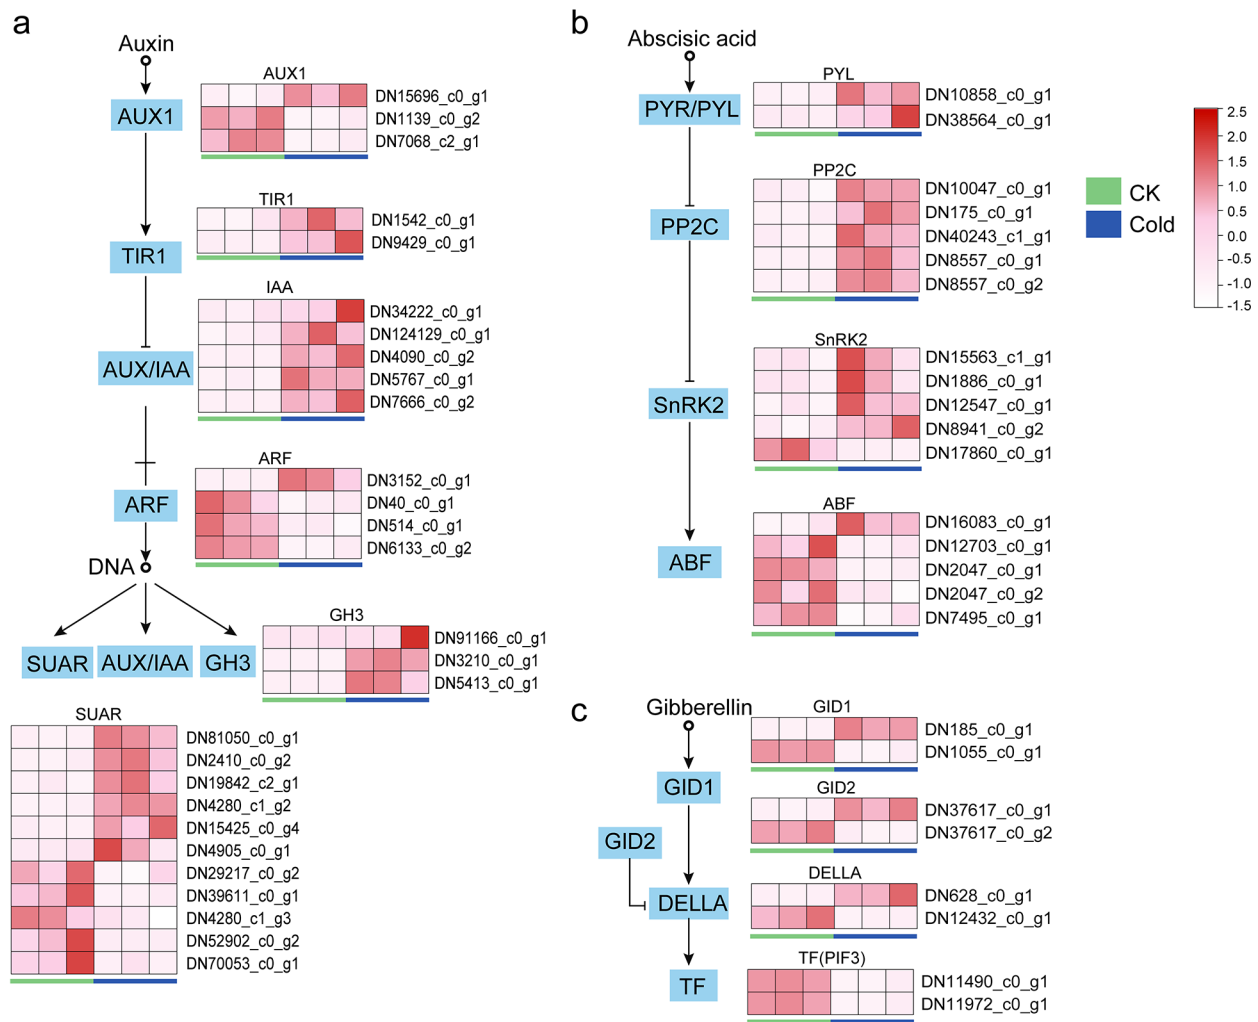 a
Auxin
AUX1
AUX1
DN15696_c0_g1
DN1139_c0_g2
DN7068_c2_g1
TIR1
TIR1
DN1542_c0_g1
DN9429_c0_g1
AUX/IAA
IAA
DN34222_c0_g1
DN124129_c0_g1
DN4090_c0_g2
DN5767_c0_g1
DN7666_c0_g2
ARF
ARF
DN3152_c0_g1
DN40_c0_g1
DN514_c0_g1
DN6133_c0_g2
DNA
SUAR
AUX/IAA
GH3
GH3
DN91166_c0_g1
DN3210_c0_g1
DN5413_c0_g1
SUAR
DN81050_c0_g1
DN2410_c0_g2
DN19842_c2_g1
DN4280_c1_g2
DN15425_c0_g4
DN4905_c0_g1
DN29217_c0_g2
DN39611_c0_g1
DN4280_c1_g3
DN52902_c0_g2
DN70053_c0_g1
b
Abscisic acid
PYR/PYL
PYL
DN10858_c0_g1
DN38564_c0_g1
PP2C
PP2C
DN10047_c0_g1
DN175_c0_g1
DN40243_c1_g1
DN8557_c0_g1
DN8557_c0_g2
SnRK2
SnRK2
DN15563_c1_g1
DN1886_c0_g1
DN12547_c0_g1
DN8941_c0_g2
DN17860_c0_g1
ABF
ABF
DN16083_c0_g1
DN12703_c0_g1
DN2047_c0_g1
DN2047_c0_g2
DN7495_c0_g1
CK
Cold
2.5
2.0
1.5
1.0
0.5
0.0
-0.5
-1.0
-1.5
c
Gibberellin
GID1
GID1
DN185_c0_g1
DN1055_c0_g1
GID2
GID2
DN37617_c0_g1
DN37617_c0_g2
DELLA
DELLA
DN628_c0_g1
DN12432_c0_g1
TF
TF(PIF3)
DN11490_c0_g1
DN11972_c0_g1